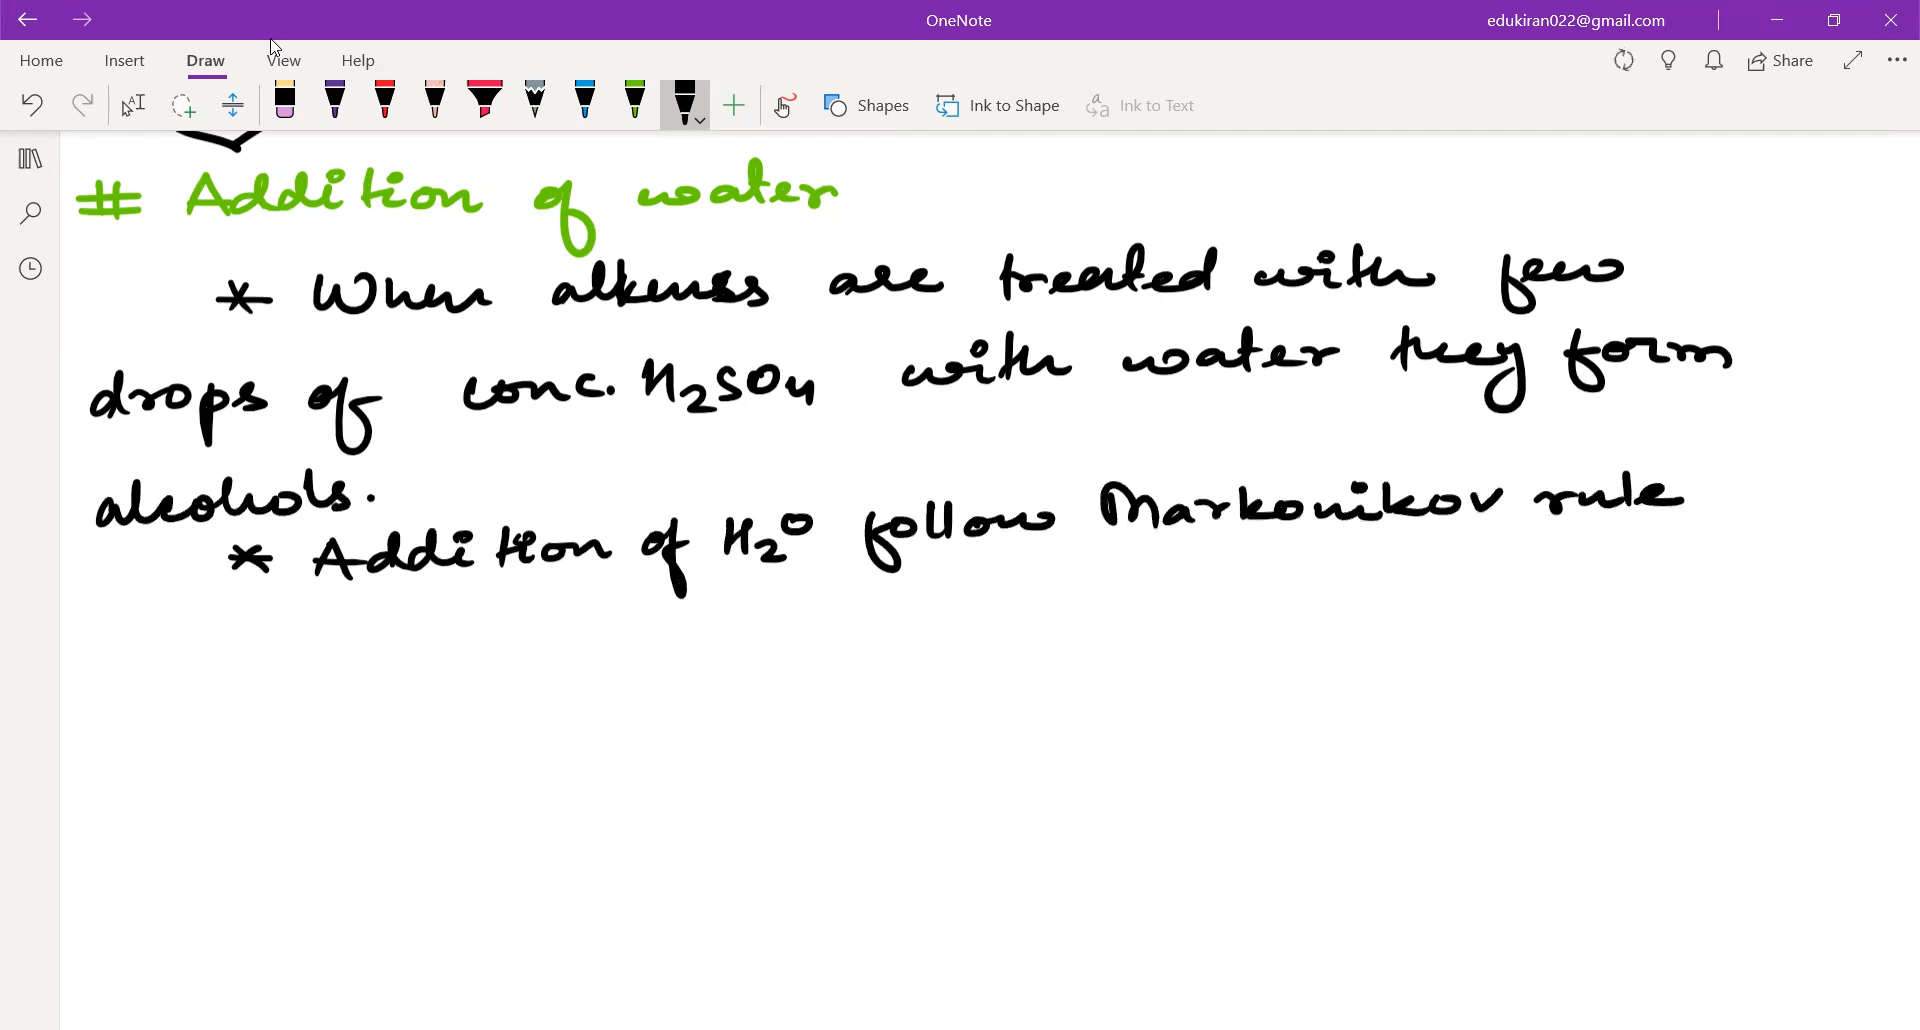 OneNote
edukiran022@gmail.com
Home Insert Draw View Help
Share
Shapes Ink to Shape Ink to Text
# Addition of water
* When alkenes are treated with few
drops of conc. H2SO4 with water they form
alcohols.
* Addition of H2O follow Markonikov rule